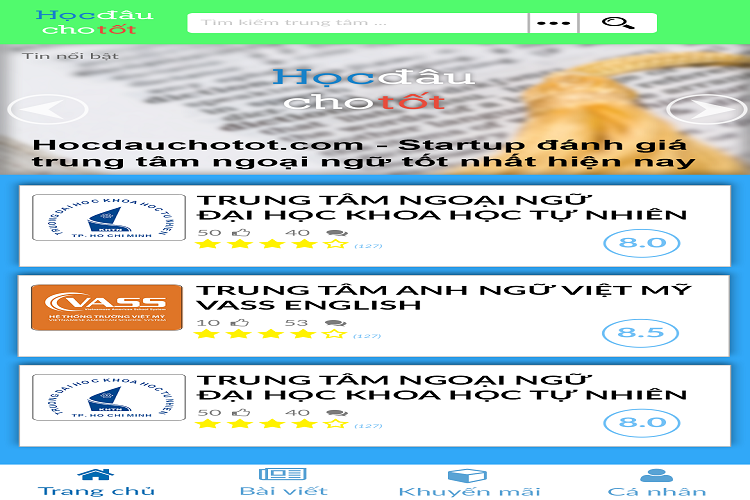 Họcđâu
chotốt
Tìm kiếm trung tâm ...
Tin nổi bật
Họcđâu
chotốt
Hocdauchotot.com - Startup đánh giá
trung tâm ngoại ngữ tốt nhất hiện nay
TRƯỜNG ĐẠI HỌC KHOA HỌC TỰ NHIÊN
KHTN
TP. HỒ CHÍ MINH
TRUNG TÂM NGOẠI NGỮ
ĐẠI HỌC KHOA HỌC TỰ NHIÊN
50 40
(127)
8.0
VASS
Vietnamese American School System
HỆ THỐNG TRƯỜNG VIỆT MỸ
VIETNAMESE AMERICAN SCHOOL SYSTEM
TRUNG TÂM ANH NGỮ VIỆT MỸ
VASS ENGLISH
10 53
(127)
8.5
TRƯỜNG ĐẠI HỌC KHOA HỌC TỰ NHIÊN
KHTN
TP. HỒ CHÍ MINH
TRUNG TÂM NGOẠI NGỮ
ĐẠI HỌC KHOA HỌC TỰ NHIÊN
50 40
(127)
8.0
Trang chủ
Bài viết
Khuyến mãi
Cá nhân